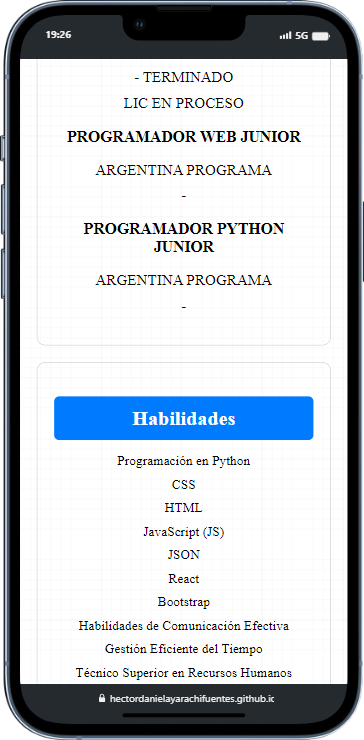 19:26
5G
- TERMINADO
LIC EN PROCESO
PROGRAMADOR WEB JUNIOR
ARGENTINA PROGRAMA
-
PROGRAMADOR PYTHON
JUNIOR
ARGENTINA PROGRAMA
-
Habilidades
Programación en Python
CSS
HTML
JavaScript (JS)
JSON
React
Bootstrap
Habilidades de Comunicación Efectiva
Gestión Eficiente del Tiempo
Técnico Superior en Recursos Humanos
hectordanielayarachifuentes.github.ic